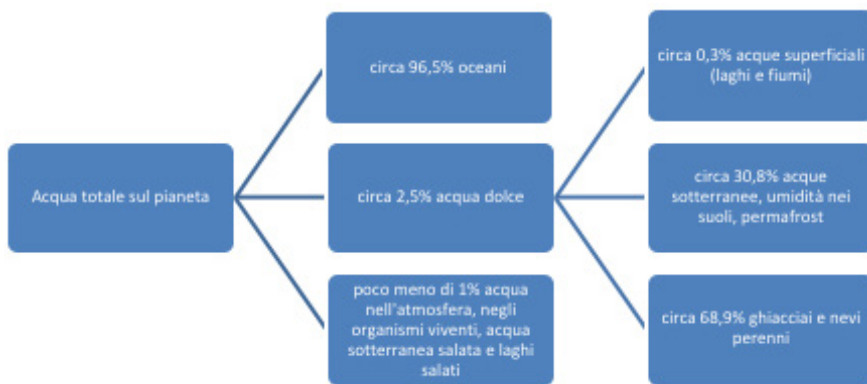 Acqua totale sul pianeta
circa 96,5% oceani
circa 2,5% acqua dolce
poco meno di 1% acqua
nell'atmosfera, negli
organismi viventi, acqua
sotterranea salata e laghi
salati
circa 0,3% acque superficiali
(laghi e fiumi)
circa 30,8% acque
sotterranee, umidità nei
suoli, permafrost
circa 68,9% ghiacciai e nevi
perenni